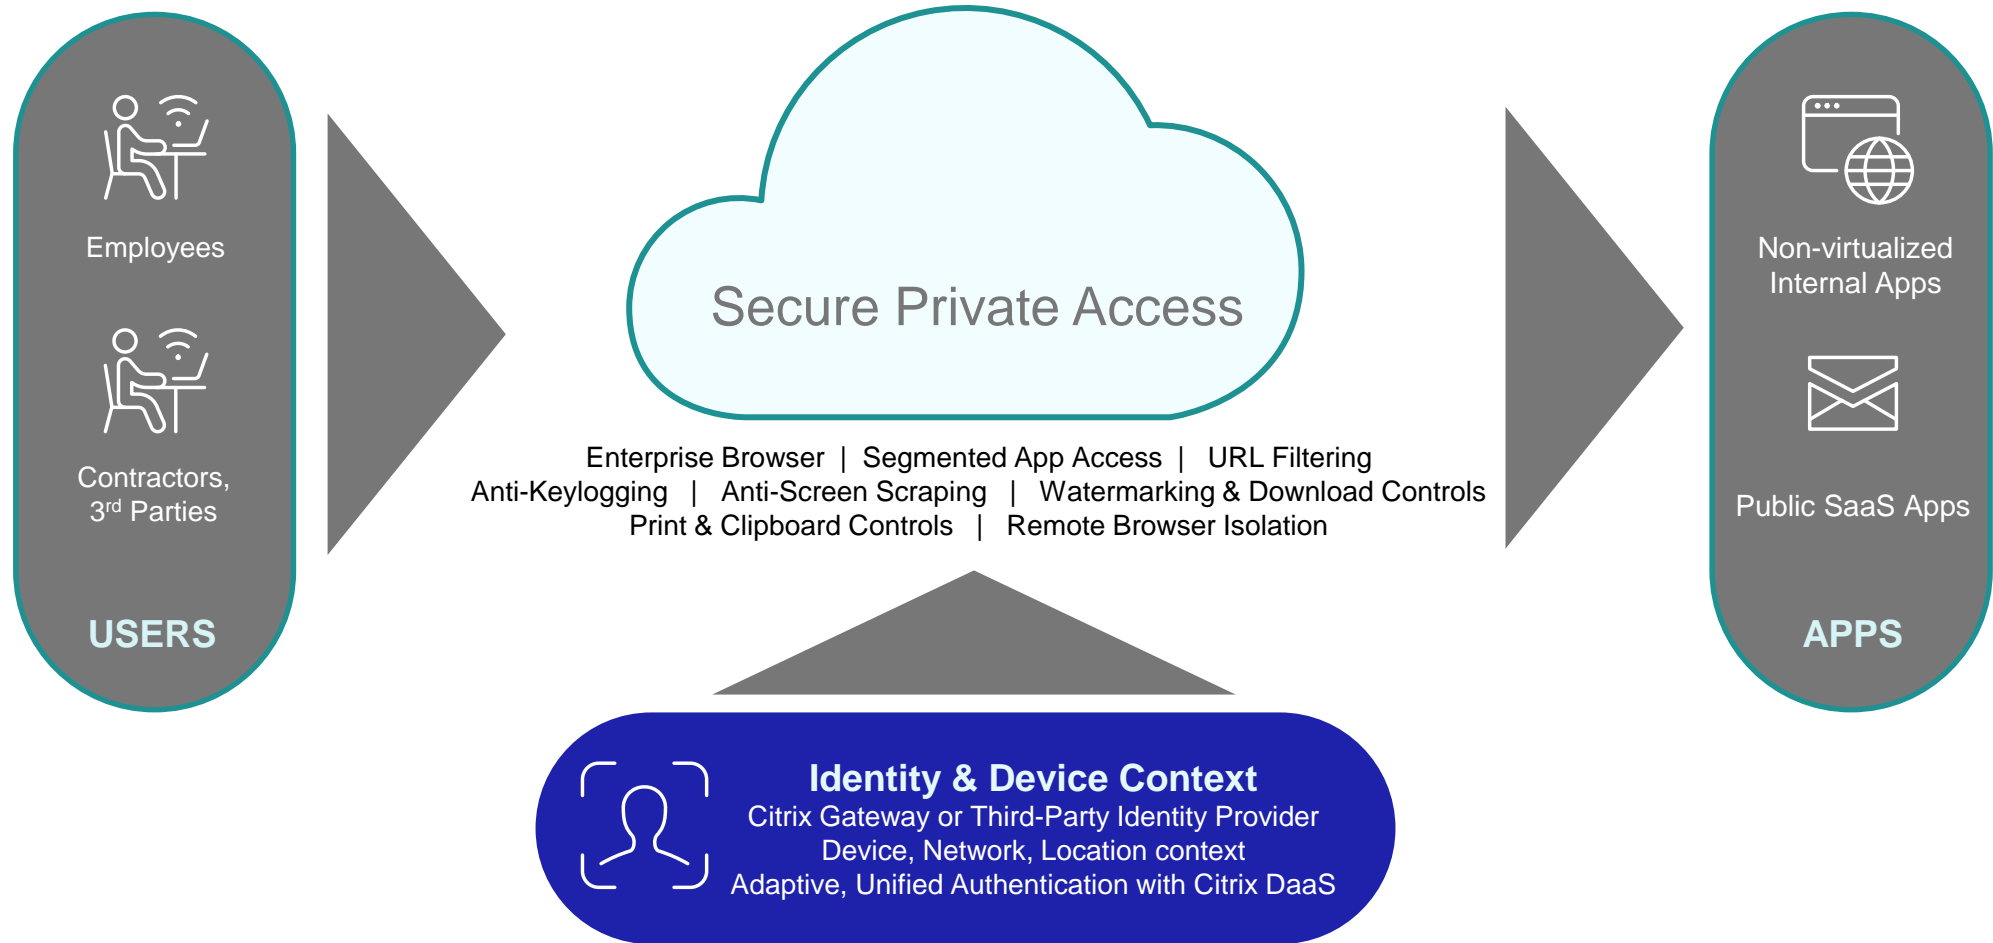 Employees
Contractors,
3rd Parties
USERS
Secure Private Access
Enterprise Browser | Segmented App Access | URL Filtering
Anti-Keylogging | Anti-Screen Scraping | Watermarking & Download Controls
Print & Clipboard Controls | Remote Browser Isolation
Identity & Device Context
Citrix Gateway or Third-Party Identity Provider
Device, Network, Location context
Adaptive, Unified Authentication with Citrix DaaS
Non-virtualized
Internal Apps
Public SaaS Apps
APPS